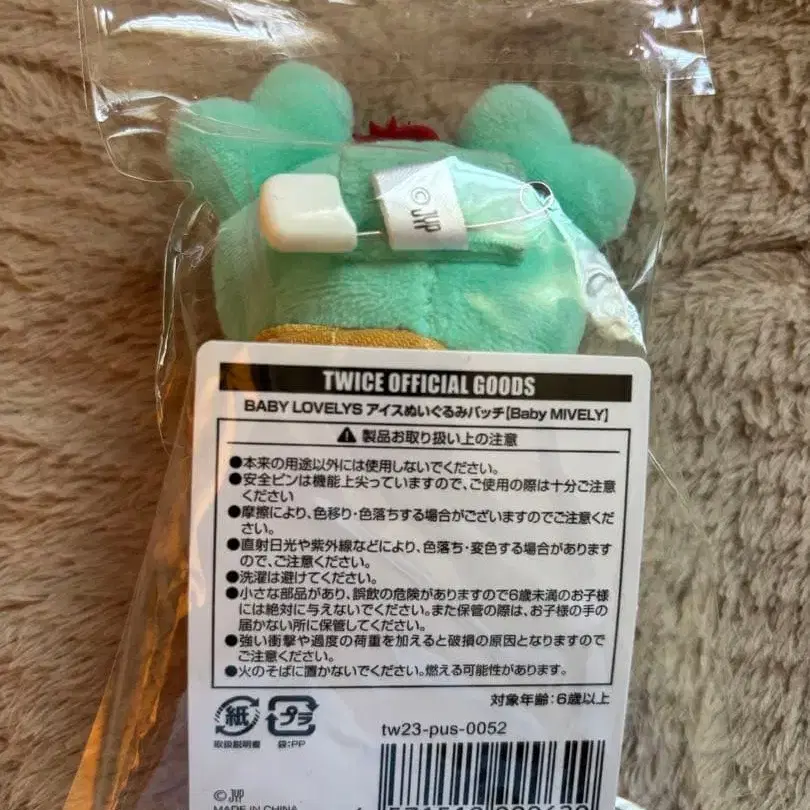 ©JYP
TWICE OFFICIAL GOODS
BABY LOVELYS アイスぬいぐるみバッチ【Baby MIVELY】
⚠ 製品お取り扱い上の注意
●本来の用途以外には使用しないでください。
●安全ピンは機能上尖っていますので、ご使用の際は十分ご注意
ください
●摩擦により、色移り・色落ちする場合がございますのでご注意くだ
さい。
●直射日光や紫外線などにより、色落ち・変色する場合があります
ので、ご注意ください。
●洗濯は避けてください。
●小さな部品があり、誤飲の危険がありますので6歳未満のお子様
には絶対に与えないでください。また保管の際は、お子様の手の
届かない所に保管してください。
●強い衝撃や過度の荷重を加えると破損の原因となりますので
ご注意ください。
●火のそばに置かないでください。燃える可能性があります。
対象年齢:6歳以上
紙
プラ
取扱説明書
袋:PP
tw23-pus-0052
© JYP
MADE IN CHINA